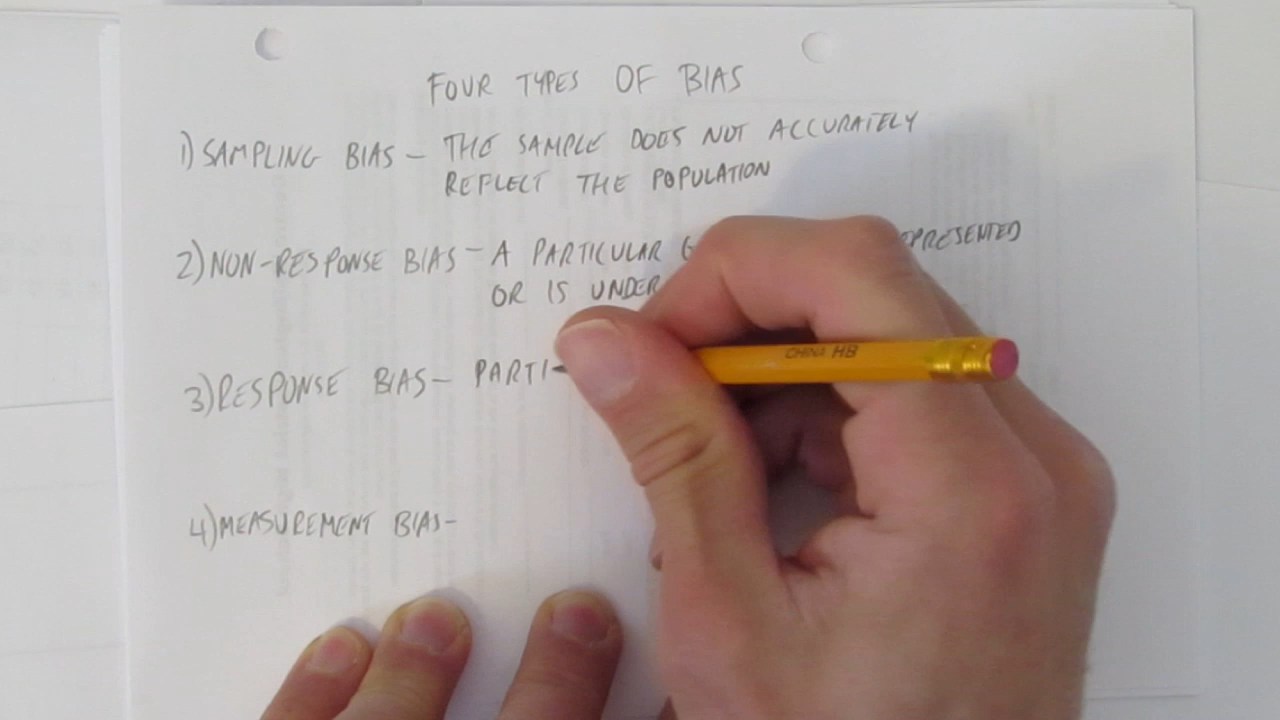 FOUR TYPES OF BIAS
1) SAMPLING BIAS - THE SAMPLE DOES NOT ACCURATELY
REFLECT THE POPULATION
2) NON-RESPONSE BIAS - A PARTICULAR
OR IS UNDER
3) RESPONSE BIAS - PARTI
4) MEASUREMENT BIAS-
CHINA HB